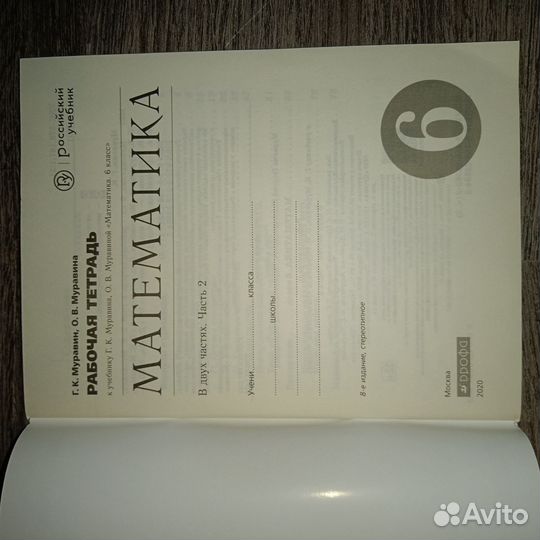 российский
учебник
Г. К. Муравин, О. В. Муравина
РАБОЧАЯ ТЕТРАДЬ
к учебнику Г. К. Муравина, О. В. Муравиной «Математика. 6 класс»
МАТЕМАТИКА
6
В двух частях. Часть 2
Учени..................класса..................
..................школы..................
8-е издание, стереотипное
Москва
ДРОФА
2020
Avito